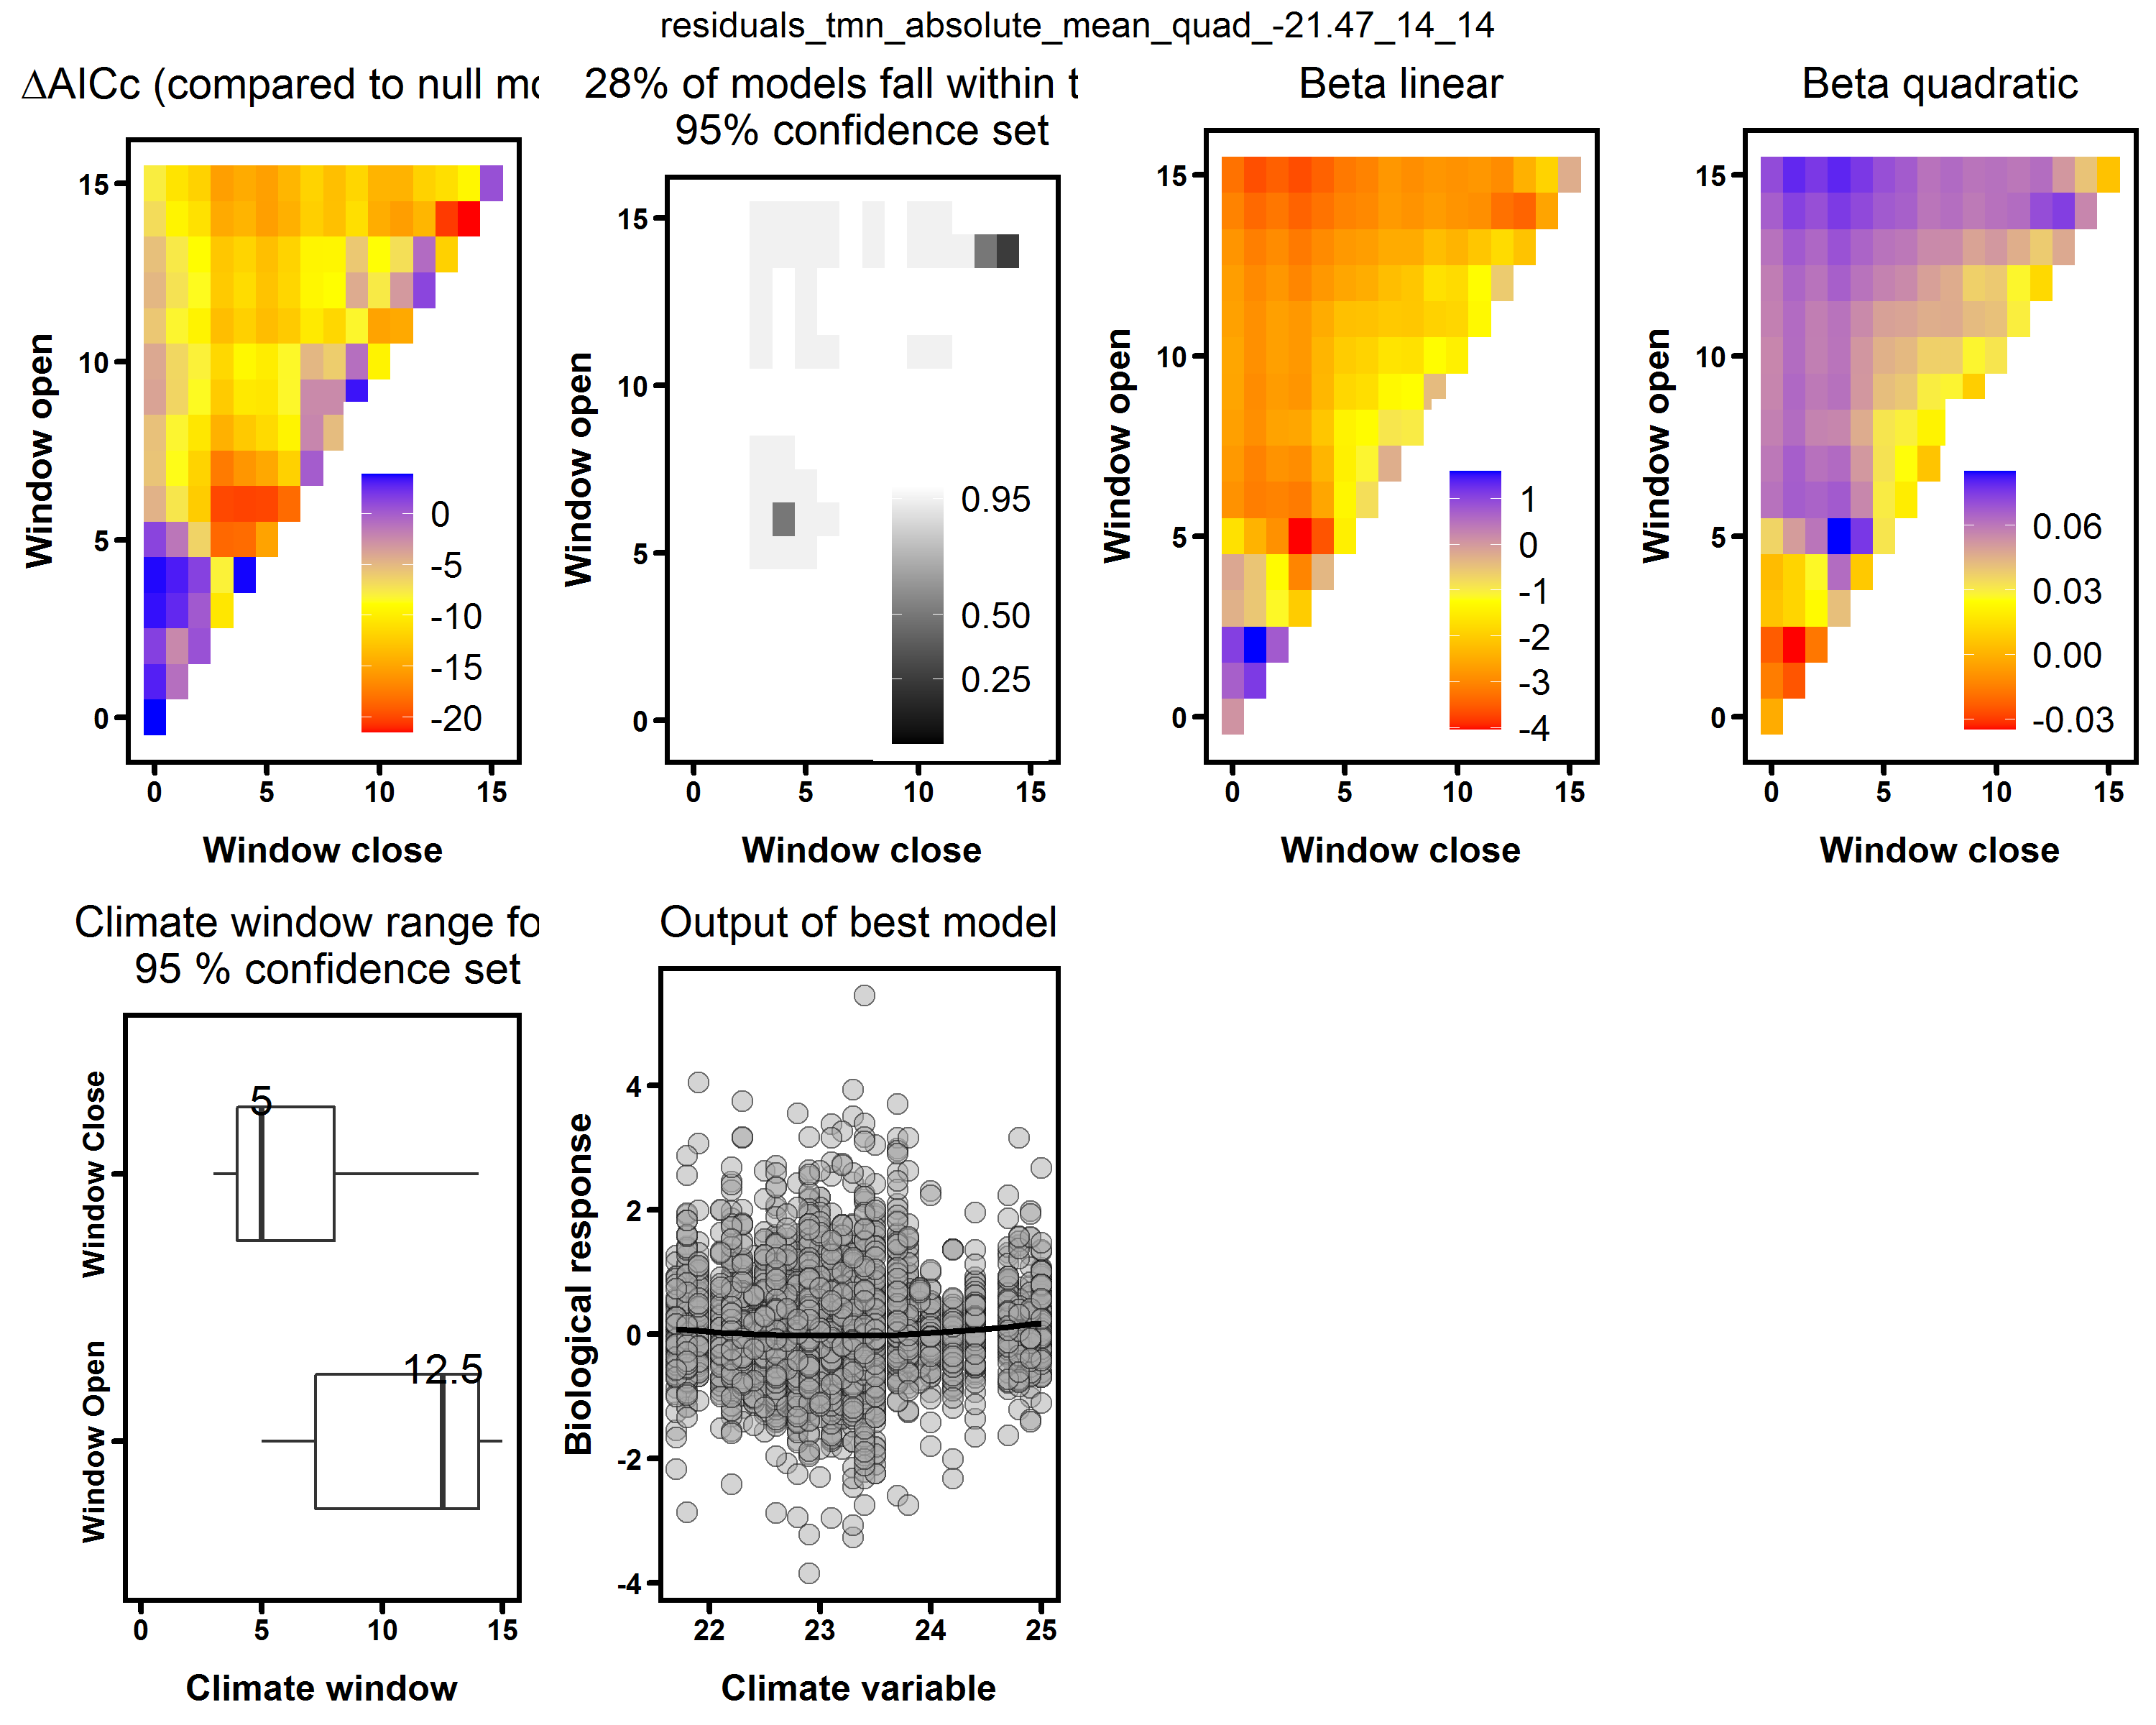 residuals_tmn_absolute_mean_quad_-21.47_14_14
ΔAICc (compared to null mo
15
10
5
0
0
-5
-10
-15
-20
0 5 10 15
Window open
Window close
28% of models fall within t
95% confidence set
15
10
5
0
0.95
0.50
0.25
0 5 10 15
Window open
Window close
Beta linear
15
10
5
0
1
0
-1
-2
-3
-4
0 5 10 15
Window open
Window close
Beta quadratic
15
10
5
0
0.06
0.03
0.00
-0.03
0 5 10 15
Window open
Window close
Climate window range fo
95 % confidence set
Window Close
5
Window Open
12.5
0 5 10 15
Climate window
Output of best model
4
2
0
-2
-4
22 23 24 25
Biological response
Climate variable